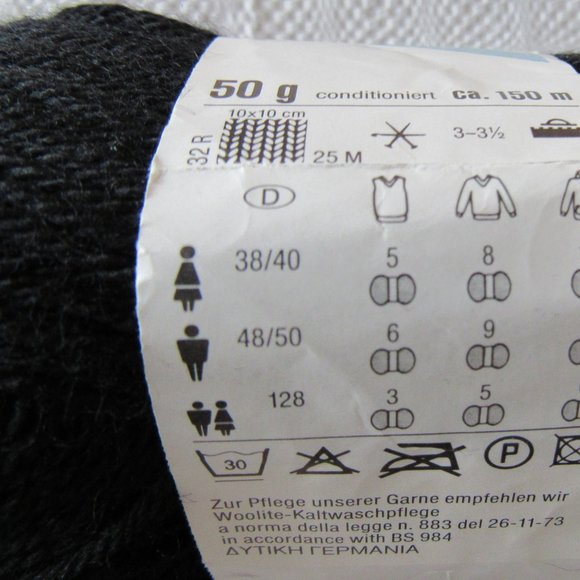 50 g conditioniert ca. 150 m
10x10 cm
32 R
25 M
3–3½
D
5 8
38/40
6 9
48/50
3 5
128
30
P
Zur Pflege unserer Garne empfehlen wir
Woolite-Kaltwaschpflege
a norma della legge n. 883 del 26-11-73
in accordance with BS 984
ΔΥΤΙΚΗ ΓΕΡΜΑΝΙΑ